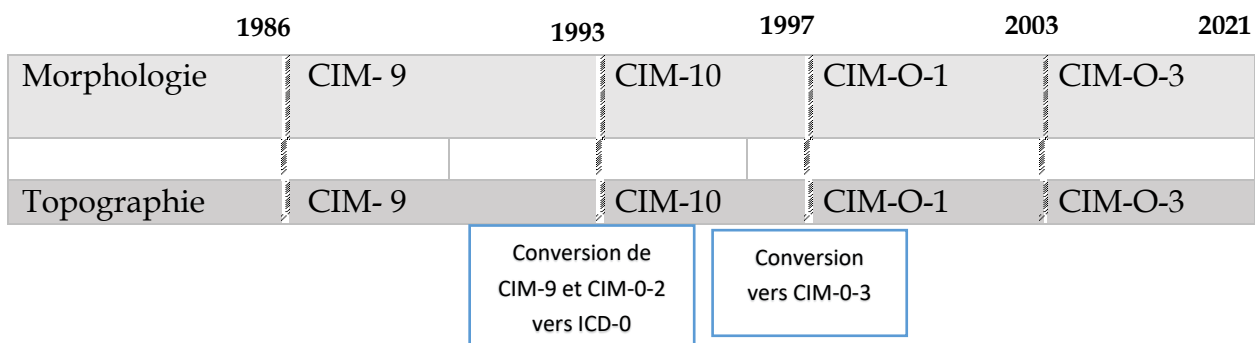 1986 1993 1997 2003 2021
Morphologie CIM- 9 CIM-10 CIM-O-1 CIM-O-3
Topographie CIM- 9 CIM-10 CIM-O-1 CIM-O-3
Conversion de
CIM-9 et CIM-0-2
vers ICD-0
Conversion
vers CIM-0-3